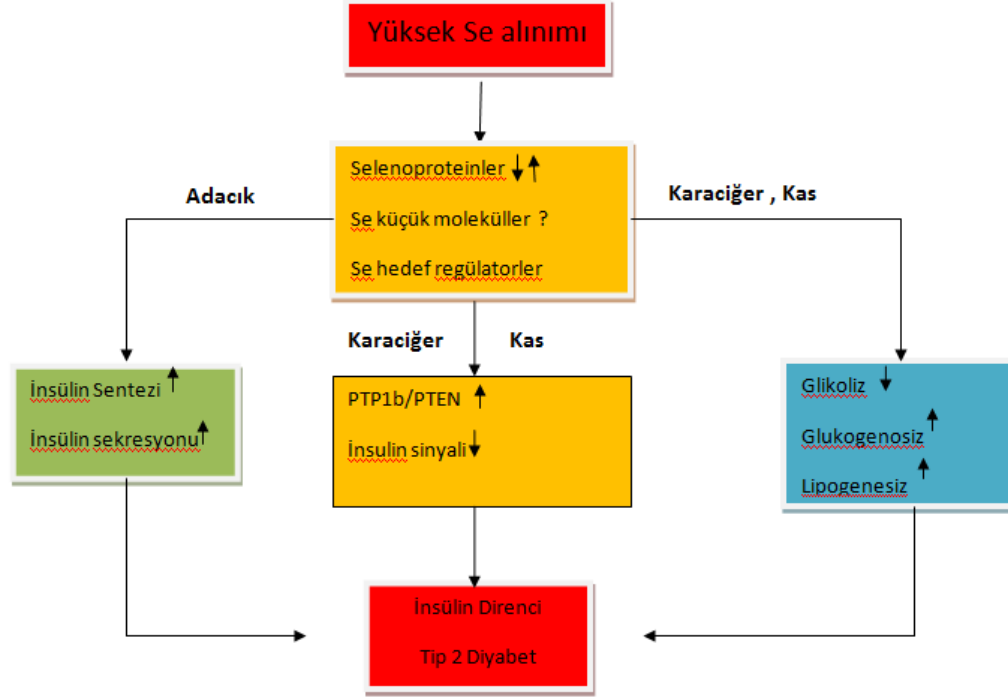 Yüksek Se alınımı
Selenoproteinler ↓↑
Se küçük moleküller ?
Se hedef regülatorler
Adacık
Karaciğer , Kas
Karaciğer Kas
İnsülin Sentezi ↑
İnsülin sekresyonu ↑
PTP1b/PTEN ↑
İnsulin sinyali ↓
Glikoliz ↓
Glukogenosiz ↑
Lipogenesiz ↑
İnsülin Direnci
Tip 2 Diyabet